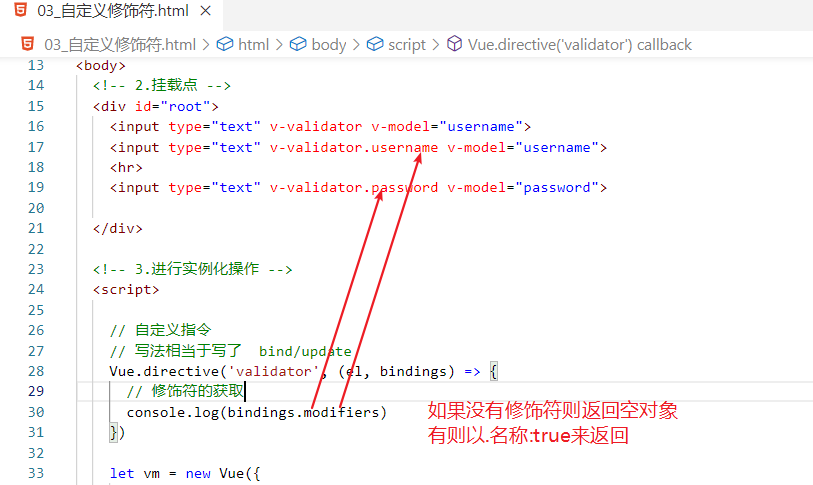 03_自定义修饰符.html ×
03_自定义修饰符.html > html > body > script > Vue.directive('validator') callback
13 <body>
14 <!-- 2.挂载点 -->
15 <div id="root">
16 <input type="text" v-validator v-model="username">
17 <input type="text" v-validator.username v-model="username">
18 <hr>
19 <input type="text" v-validator.password v-model="password">
20
21 </div>
22
23 <!-- 3.进行实例化操作 -->
24 <script>
25
26 // 自定义指令
27 // 写法相当于写了 bind/update
28 Vue.directive('validator', (el, bindings) => {
29 // 修饰符的获取
30 console.log(bindings.modifiers)
如果没有修饰符则返回空对象
有则以.名称:true来返回
31 })
32
33 let vm = new Vue({